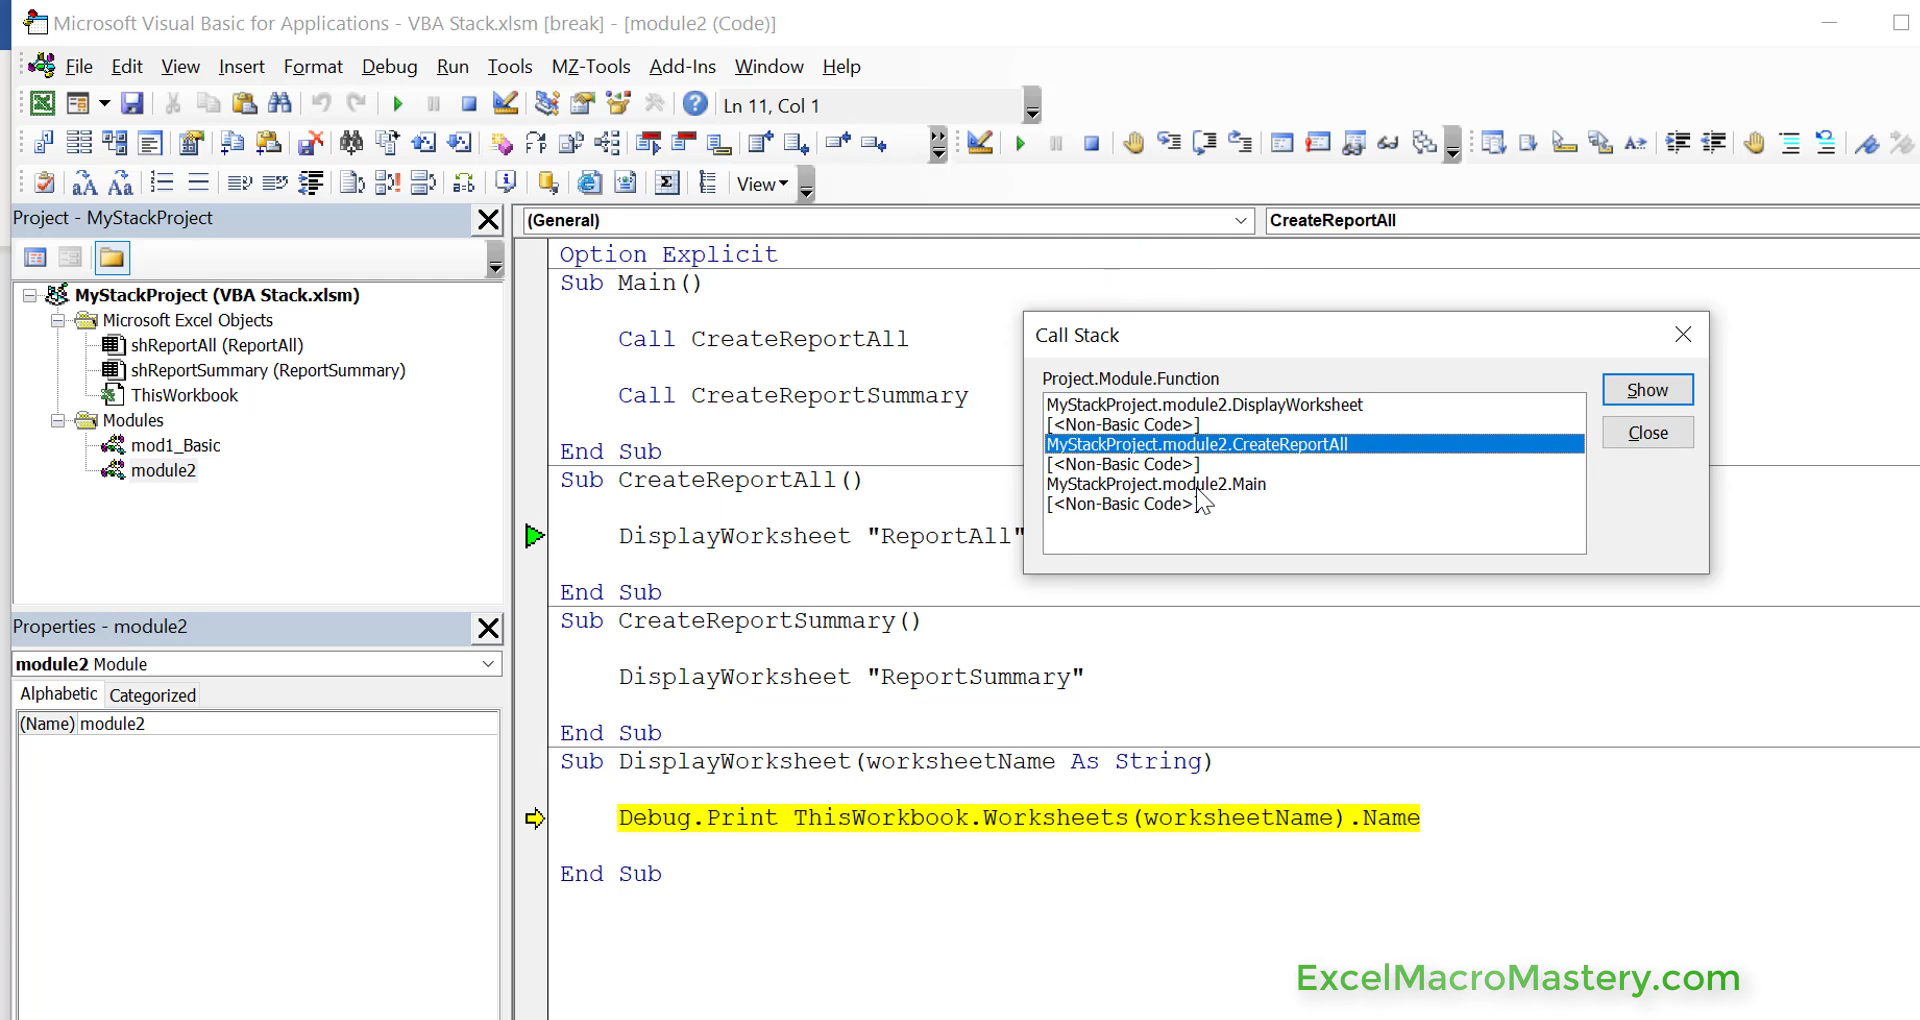 Microsoft Visual Basic for Applications - VBA Stack.xlsm [break] - [module2 (Code)]
File Edit View Insert Format Debug Run Tools MZ-Tools Add-Ins Window Help
Ln 11, Col 1
View
Project - MyStackProject
MyStackProject (VBA Stack.xlsm)
Microsoft Excel Objects
shReportAll (ReportAll)
shReportSummary (ReportSummary)
ThisWorkbook
Modules
mod1_Basic
module2
Properties - module2
module2 Module
Alphabetic Categorized
(Name) module2
(General) CreateReportAll
Option Explicit
Sub Main()
Call CreateReportAll
Call CreateReportSummary
End Sub
Sub CreateReportAll()
DisplayWorksheet "ReportAll"
End Sub
Sub CreateReportSummary()
DisplayWorksheet "ReportSummary"
End Sub
Sub DisplayWorksheet(worksheetName As String)
Debug.Print ThisWorkbook.Worksheets(worksheetName).Name
End Sub
Call Stack
Project.Module.Function
MyStackProject.module2.DisplayWorksheet
[<Non-Basic Code>]
MyStackProject.module2.CreateReportAll
[<Non-Basic Code>]
MyStackProject.module2.Main
[<Non-Basic Code>]
Show
Close
ExcelMacroMastery.com